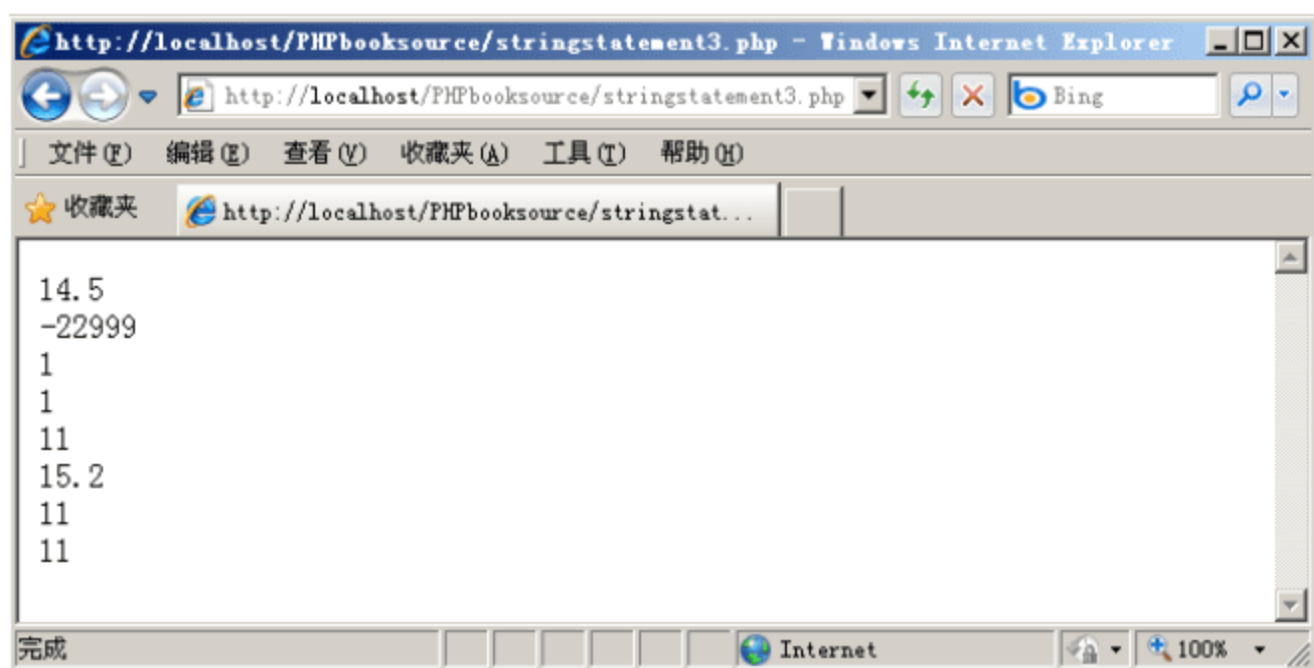 http://localhost/PHPbooksource/stringstatement3.php - Windows Internet Explorer
http://localhost/PHPbooksource/stringstatement3.php
Bing
文件(F) 编辑(E) 查看(V) 收藏夹(A) 工具(T) 帮助(H)
收藏夹
http://localhost/PHPbooksource/stringstat...
14.5
-22999
1
1
11
15.2
11
11
完成
Internet
100%